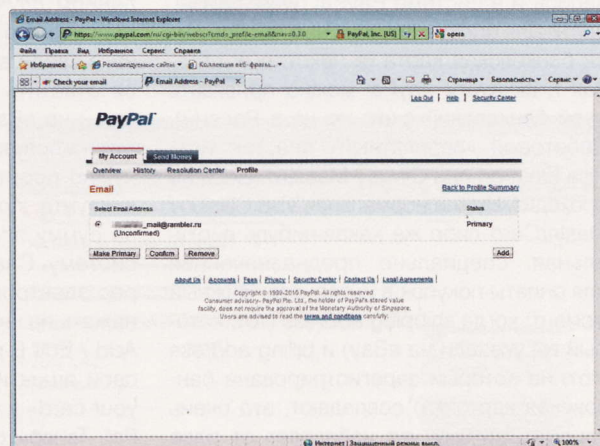 Email Address - PayPal - Windows Internet Explorer
https://www.paypal.com/ru/cgi-bin/webscr?cmd=_profile-email&nav=0.3.0 PayPal, Inc. [US] opera
Файл Правка Вид Избранное Сервис Справка
Избранное Рекомендуемые сайты Коллекция веб-фрагм...
Check your email Email Address - PayPal Страница Безопасность Сервис
Log Out | Help | Security Center
PayPal
My Account Send Money
Overview History Resolution Center Profile
Email Back to Profile Summary
Select Email Address Status
_mail@rambler.ru Primary
(Unconfirmed)
Make Primary Confirm Remove Add
About Us | Accounts | Fees | Privacy | Security Center | Contact Us | Legal Agreements |
Copyright © 1999-2010 PayPal. All rights reserved.
Consumer advisory- PayPal Pte. Ltd., the holder of PayPal's stored value
facility, does not require the approval of the Monetary Authority of Singapore.
Users are advised to read the terms and conditions carefully.
Интернет | Защищенный режим: выкл. 100%